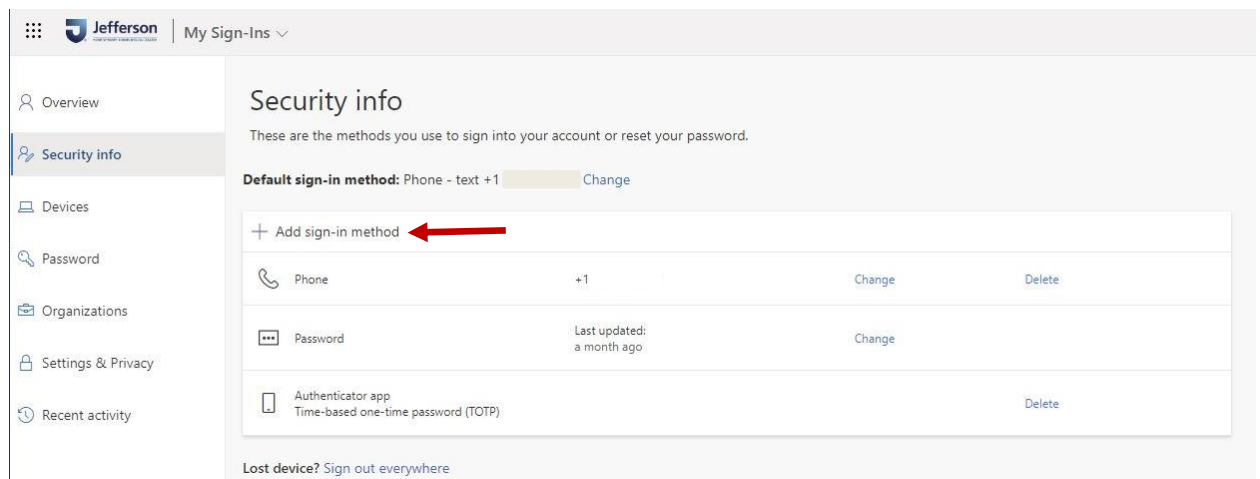 Jefferson
My Sign-Ins
Overview
Security info
Devices
Password
Organizations
Settings & Privacy
Recent activity
Security info
These are the methods you use to sign into your account or reset your password.
Default sign-in method: Phone - text +1 Change
+ Add sign-in method
Phone +1 Change Delete
Password Last updated: Change
a month ago
Authenticator app
Time-based one-time password (TOTP) Delete
Lost device? Sign out everywhere